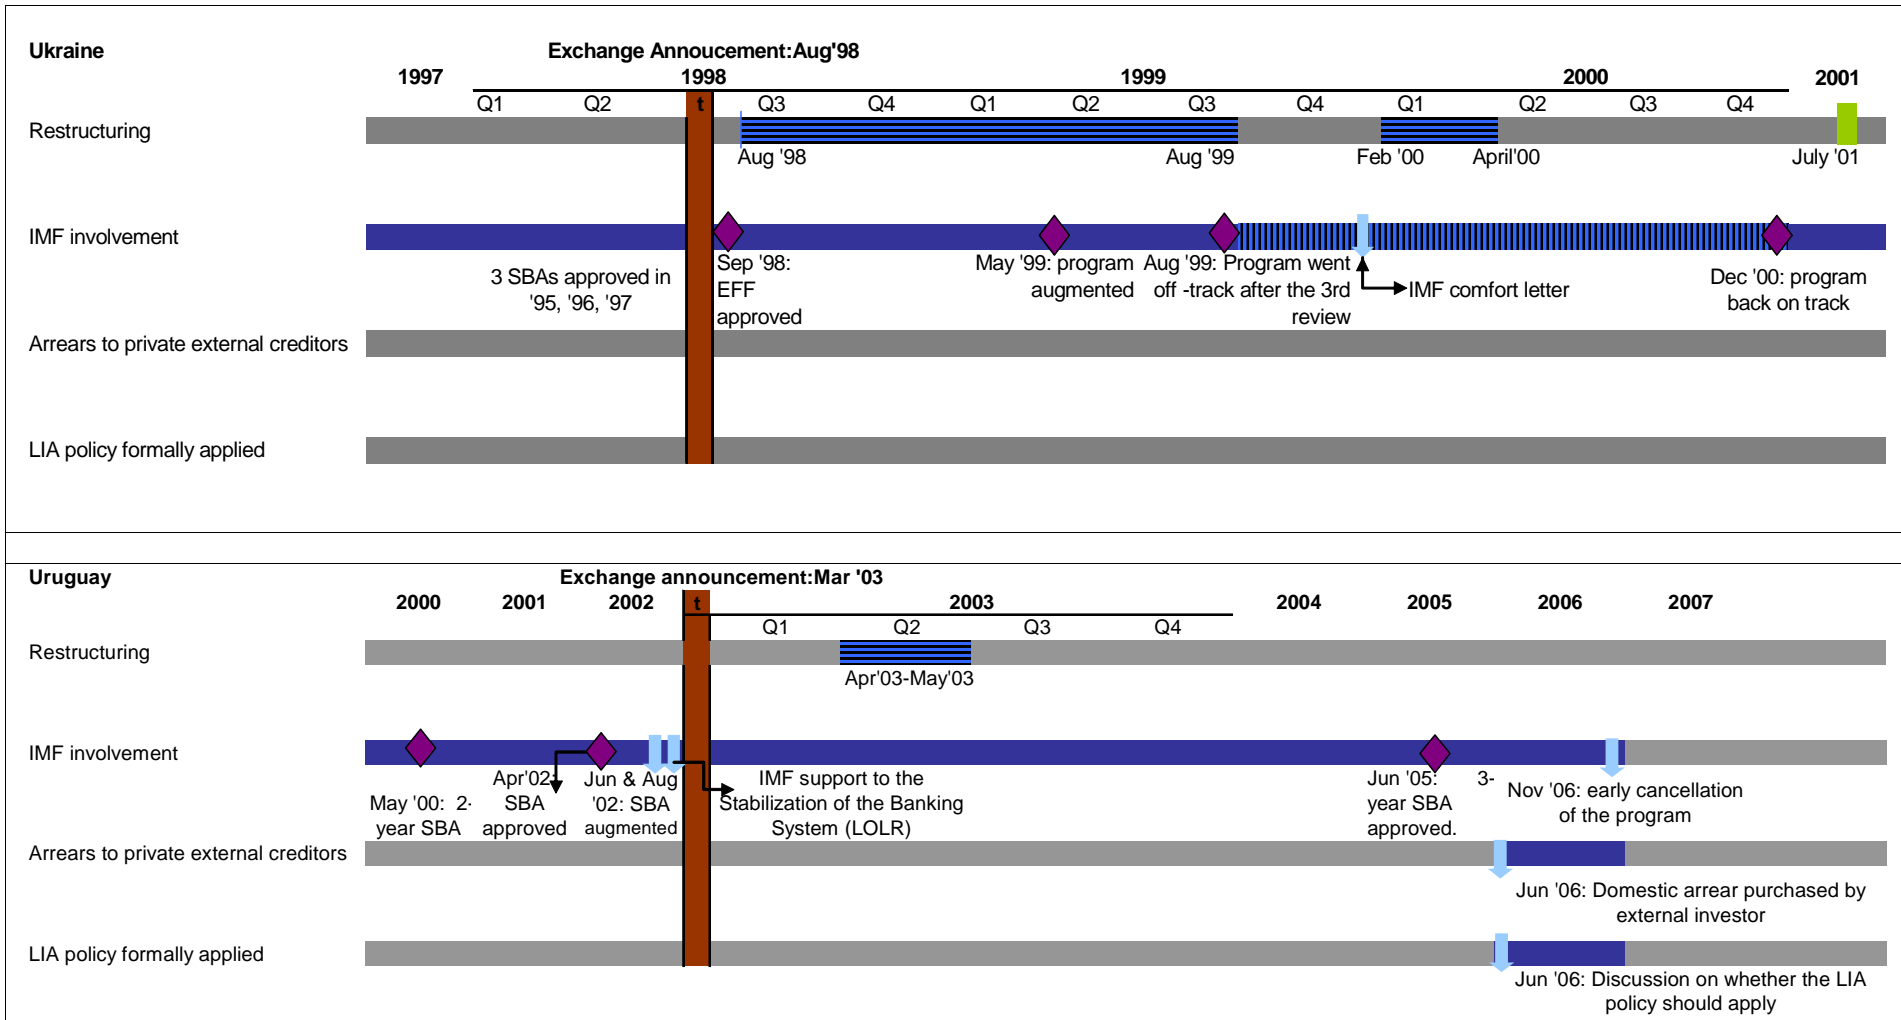 Ukraine
Exchange Annoucement:Aug'98
1997 1998 1999 2000 2001
Q1 Q2 t Q3 Q4 Q1 Q2 Q3 Q4 Q1 Q2 Q3 Q4
Restructuring
Aug '98 Aug '99 Feb '00 April'00 July '01
IMF involvement
3 SBAs approved in
'95, '96, '97
Sep '98:
EFF
approved
May '99: program
augmented
Aug '99: Program went
off -track after the 3rd
review
IMF comfort letter
Dec '00: program
back on track
Arrears to private external creditors
LIA policy formally applied
Uruguay
Exchange announcement:Mar '03
2000 2001 2002 t 2003 2004 2005 2006 2007
Q1 Q2 Q3 Q4
Restructuring
Apr'03-May'03
IMF involvement
May '00: 2-
year SBA
Apr'02:
SBA
approved
Jun & Aug
'02: SBA
augmented
IMF support to the
Stabilization of the Banking
System (LOLR)
Jun '05: 3-
year SBA
approved.
Nov '06: early cancellation
of the program
Arrears to private external creditors
Jun '06: Domestic arrear purchased by
external investor
LIA policy formally applied
Jun '06: Discussion on whether the LIA
policy should apply